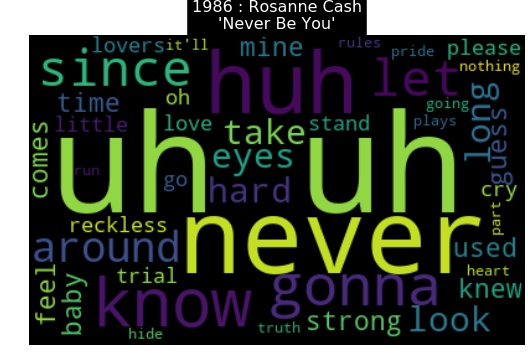 1986 : Rosanne Cash
'Never Be You'
lovers it'll mine rules pride please
since huh let nothing
time oh going long
little love take stand plays guess
uh uh
comes run go eyes hard cry
reckless never part
around used
feel baby trial know gonna heart knew
hide truth strong look